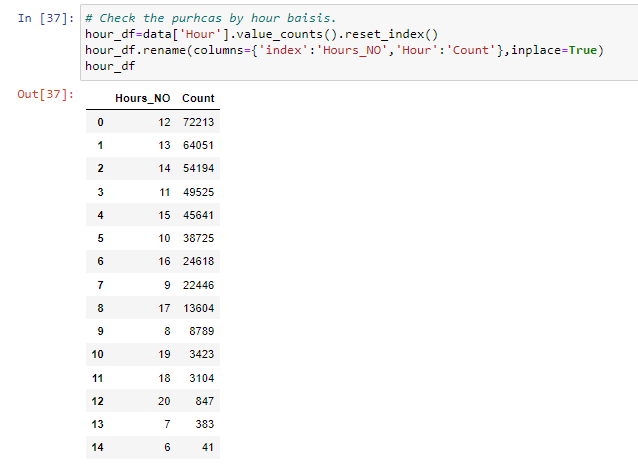 In [37]: # Check the purhcas by hour baisis.
hour_df=data['Hour'].value_counts().reset_index()
hour_df.rename(columns={'index':'Hours_NO','Hour':'Count'},inplace=True)
hour_df
Out[37]:
Hours_NO Count
0 12 72213
1 13 64051
2 14 54194
3 11 49525
4 15 45641
5 10 38725
6 16 24618
7 9 22446
8 17 13604
9 8 8789
10 19 3423
11 18 3104
12 20 847
13 7 383
14 6 41